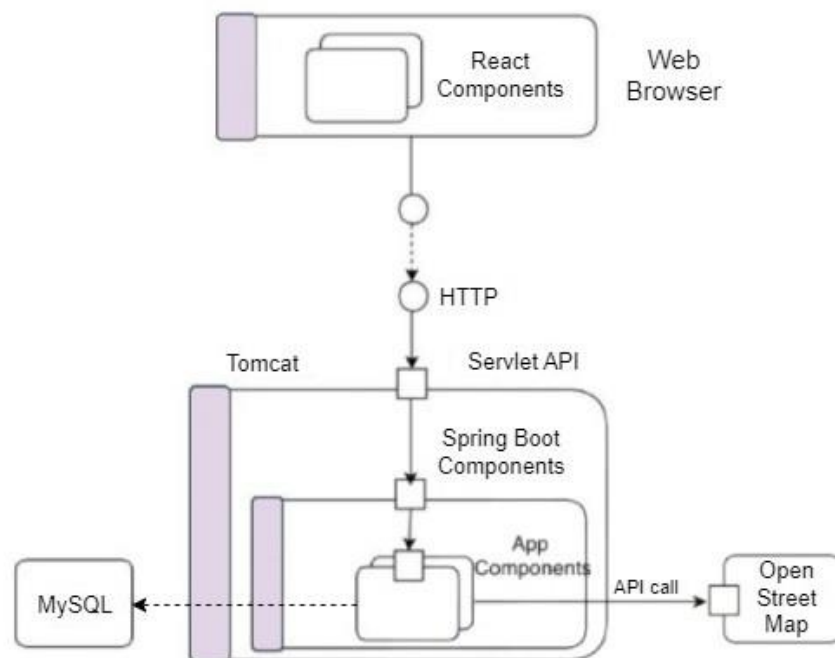 React
Components
Web
Browser
HTTP
Tomcat
Servlet API
Spring Boot
Components
App
Components
API call
MySQL
Open
Street
Map